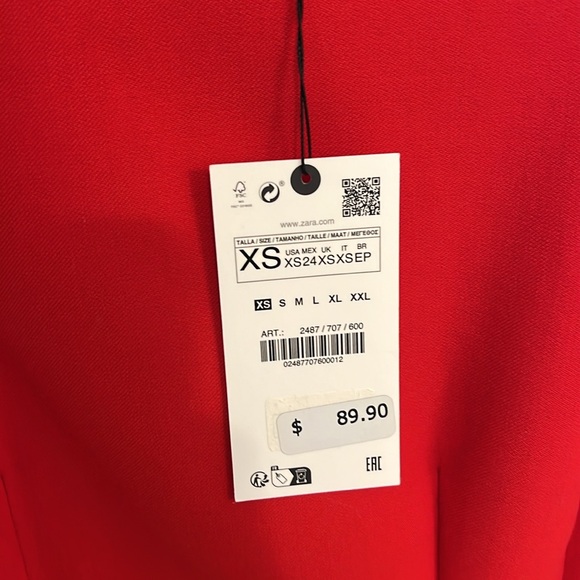 FSC
www.zara.com
TALLA / SIZE / TAMANHO / TAILLE / MAAT / ΜΕΓΕΘΟΣ
XS
USA MEX UK IT BR
XS24XSXSEP
XS S M L XL XXL
ART.: 2487 / 707 / 600
02487707600012
$ 89.90
EAC